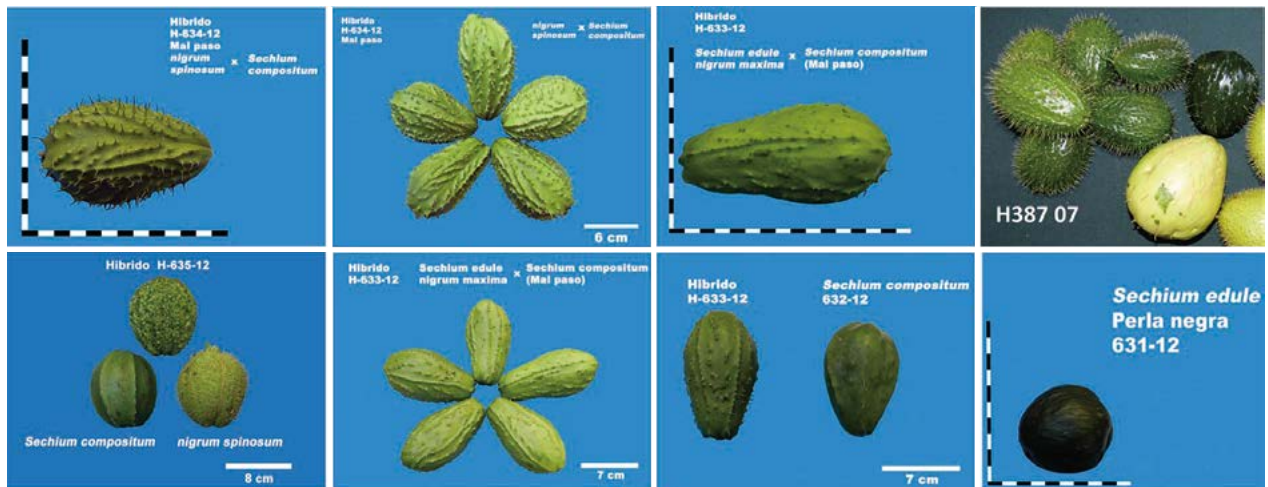 Hibrido
H-634-12
Mal paso
nigrum
spinosum × Sechium
compositum
Hibrido
H-634-12
Mal paso
nigrum
spinosum × Sechium
compositum
Hibrido
H-633-12
Sechium edule
nigrum maxima × Sechium compositum
(Mal paso)
H387 07
6 cm
Hibrido H-635-12
Sechium compositum
nigrum spinosum
8 cm
Hibrido
H-633-12
Sechium edule
nigrum maxima × Sechium compositum
(Mal paso)
7 cm
Hibrido
H-633-12
Sechium compositum
632-12
7 cm
Sechium edule
Perla negra
631-12